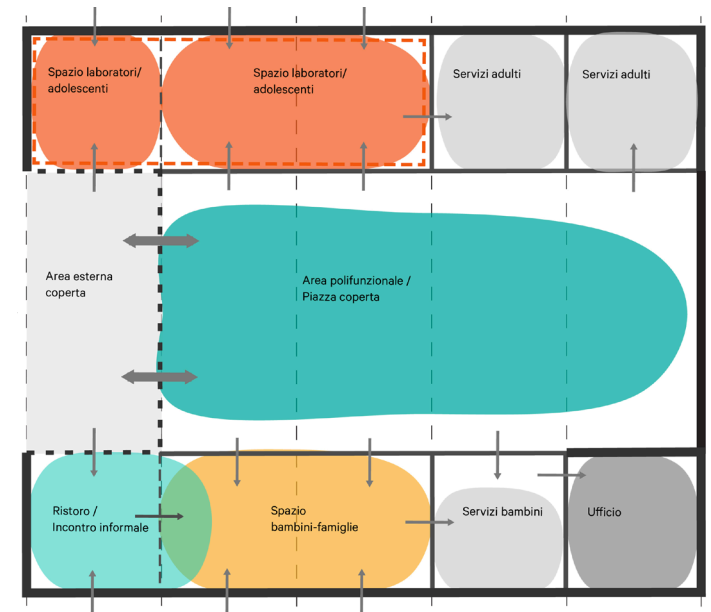 Spazio laboratori/
adolescenti
Spazio laboratori/
adolescenti
Servizi adulti
Servizi adulti
Area esterna
coperta
Area polifunzionale /
Piazza coperta
Ristoro /
Incontro informale
Spazio
bambini-famiglie
Servizi bambini
Ufficio